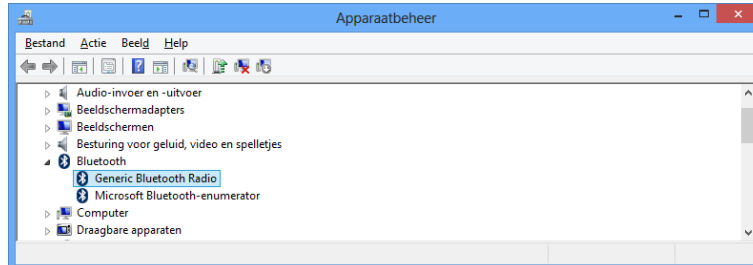 Apparaatbeheer
Bestand Actie Beeld Help
Audio-invoer en -uitvoer
Beeldschermadapters
Beeldschermen
Besturing voor geluid, video en spelletjes
Bluetooth
Generic Bluetooth Radio
Microsoft Bluetooth-enumerator
Computer
Draagbare apparaten